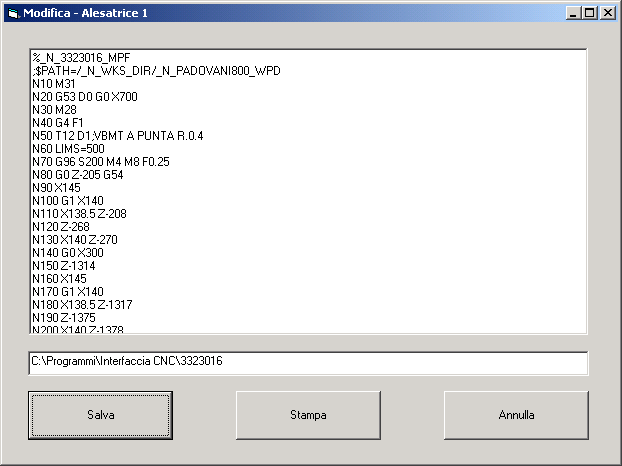 Modifica - Alesatrice 1
%_N_3323016_MPF
;$PATH=/_N_WKS_DIR/_N_PADOVANI800_WPD
N10 M31
N20 G53 D0 G0 X700
N30 M28
N40 G4 F1
N50 T12 D1;VBMT A PUNTA R.0.4
N60 LIMS=500
N70 G96 S200 M4 M8 F0.25
N80 G0 Z-205 G54
N90 X145
N100 G1 X140
N110 X138.5 Z-208
N120 Z-268
N130 X140 Z-270
N140 G0 X300
N150 Z-1314
N160 X145
N170 G1 X140
N180 X138.5 Z-1317
N190 Z-1375
N200 X140 Z-1378
C:\Programmi\Interfaccia CNC\3323016
Salva
Stampa
Annulla